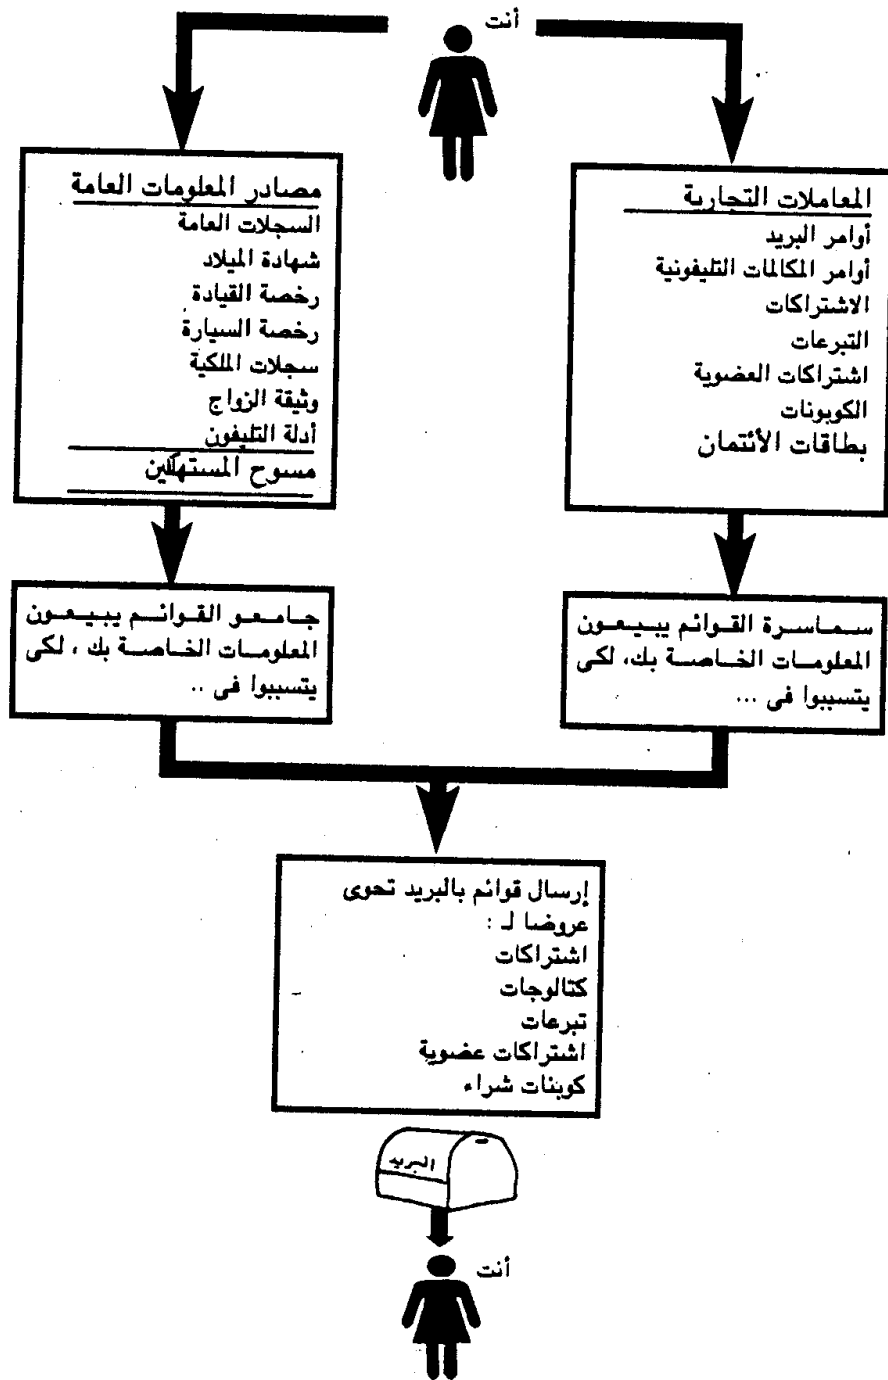 أنت
المعاملات التجارية
أوامر البريد
أوامر المكالمات التليفونية
الاشتراكات
التبرعات
اشتراكات العضوية
الكوبونات
بطاقات الأئتمان
مصادر المعلومات العامة
السجلات العامة
شهادة الميلاد
رخصة القيادة
رخصة السيارة
سجلات الملكية
وثيقة الزواج
أدلة التليفون
مسوح المستهلكين
سماسرة القوائم يبيعون
المعلومات الخاصة بك، لكى
يتسببوا فى ...
جامعو القوائم يبيعون
المعلومات الخاصة بك ، لكى
يتسببوا فى ..
إرسال قوائم بالبريد تحوى
عروضا لـ :
اشتراكات
كتالوجات
تبرعات
اشتراكات عضوية
كوبنات شراء
البريد
أنت